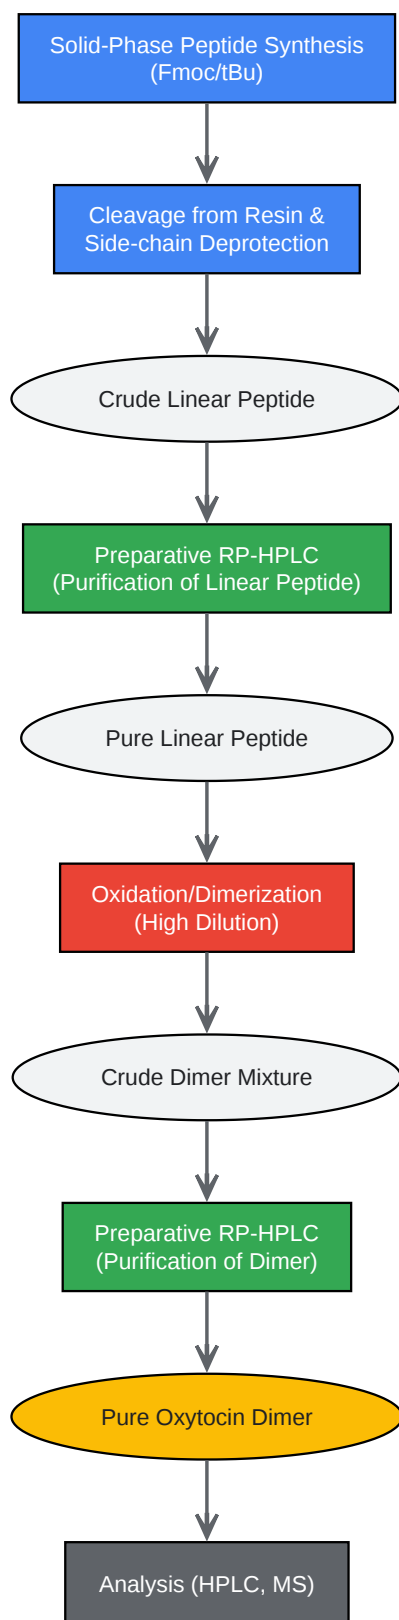 Solid-Phase Peptide Synthesis
(Fmoc/tBu)
Cleavage from Resin &
Side-chain Deprotection
Crude Linear Peptide
Preparative RP-HPLC
(Purification of Linear Peptide)
Pure Linear Peptide
Oxidation/Dimerization
(High Dilution)
Crude Dimer Mixture
Preparative RP-HPLC
(Purification of Dimer)
Pure Oxytocin Dimer
Analysis (HPLC, MS)